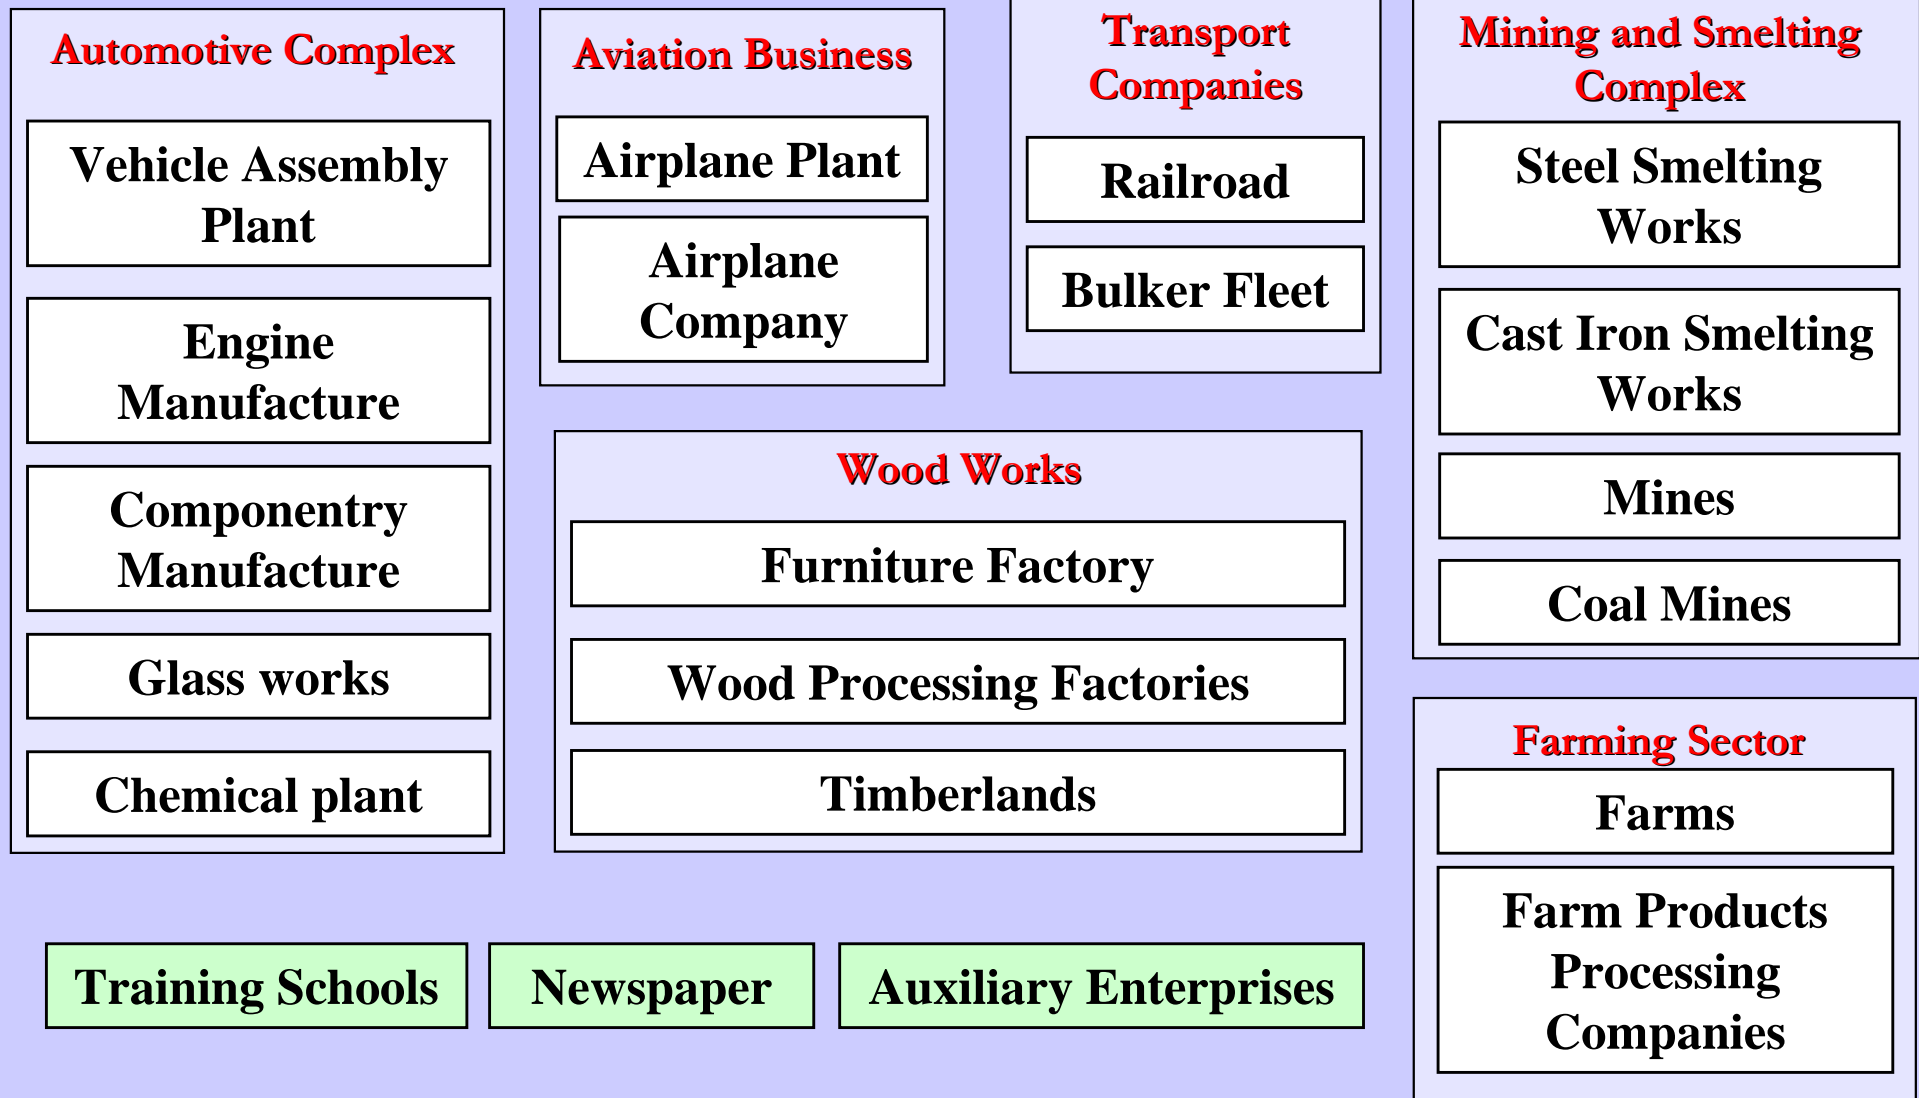 Automotive Complex
Vehicle Assembly
Plant
Engine
Manufacture
Componentry
Manufacture
Glass works
Chemical plant
Aviation Business
Airplane Plant
Airplane
Company
Transport
Companies
Railroad
Bulker Fleet
Mining and Smelting
Complex
Steel Smelting
Works
Cast Iron Smelting
Works
Mines
Coal Mines
Wood Works
Furniture Factory
Wood Processing Factories
Timberlands
Farming Sector
Farms
Farm Products
Processing
Companies
Training Schools
Newspaper
Auxiliary Enterprises